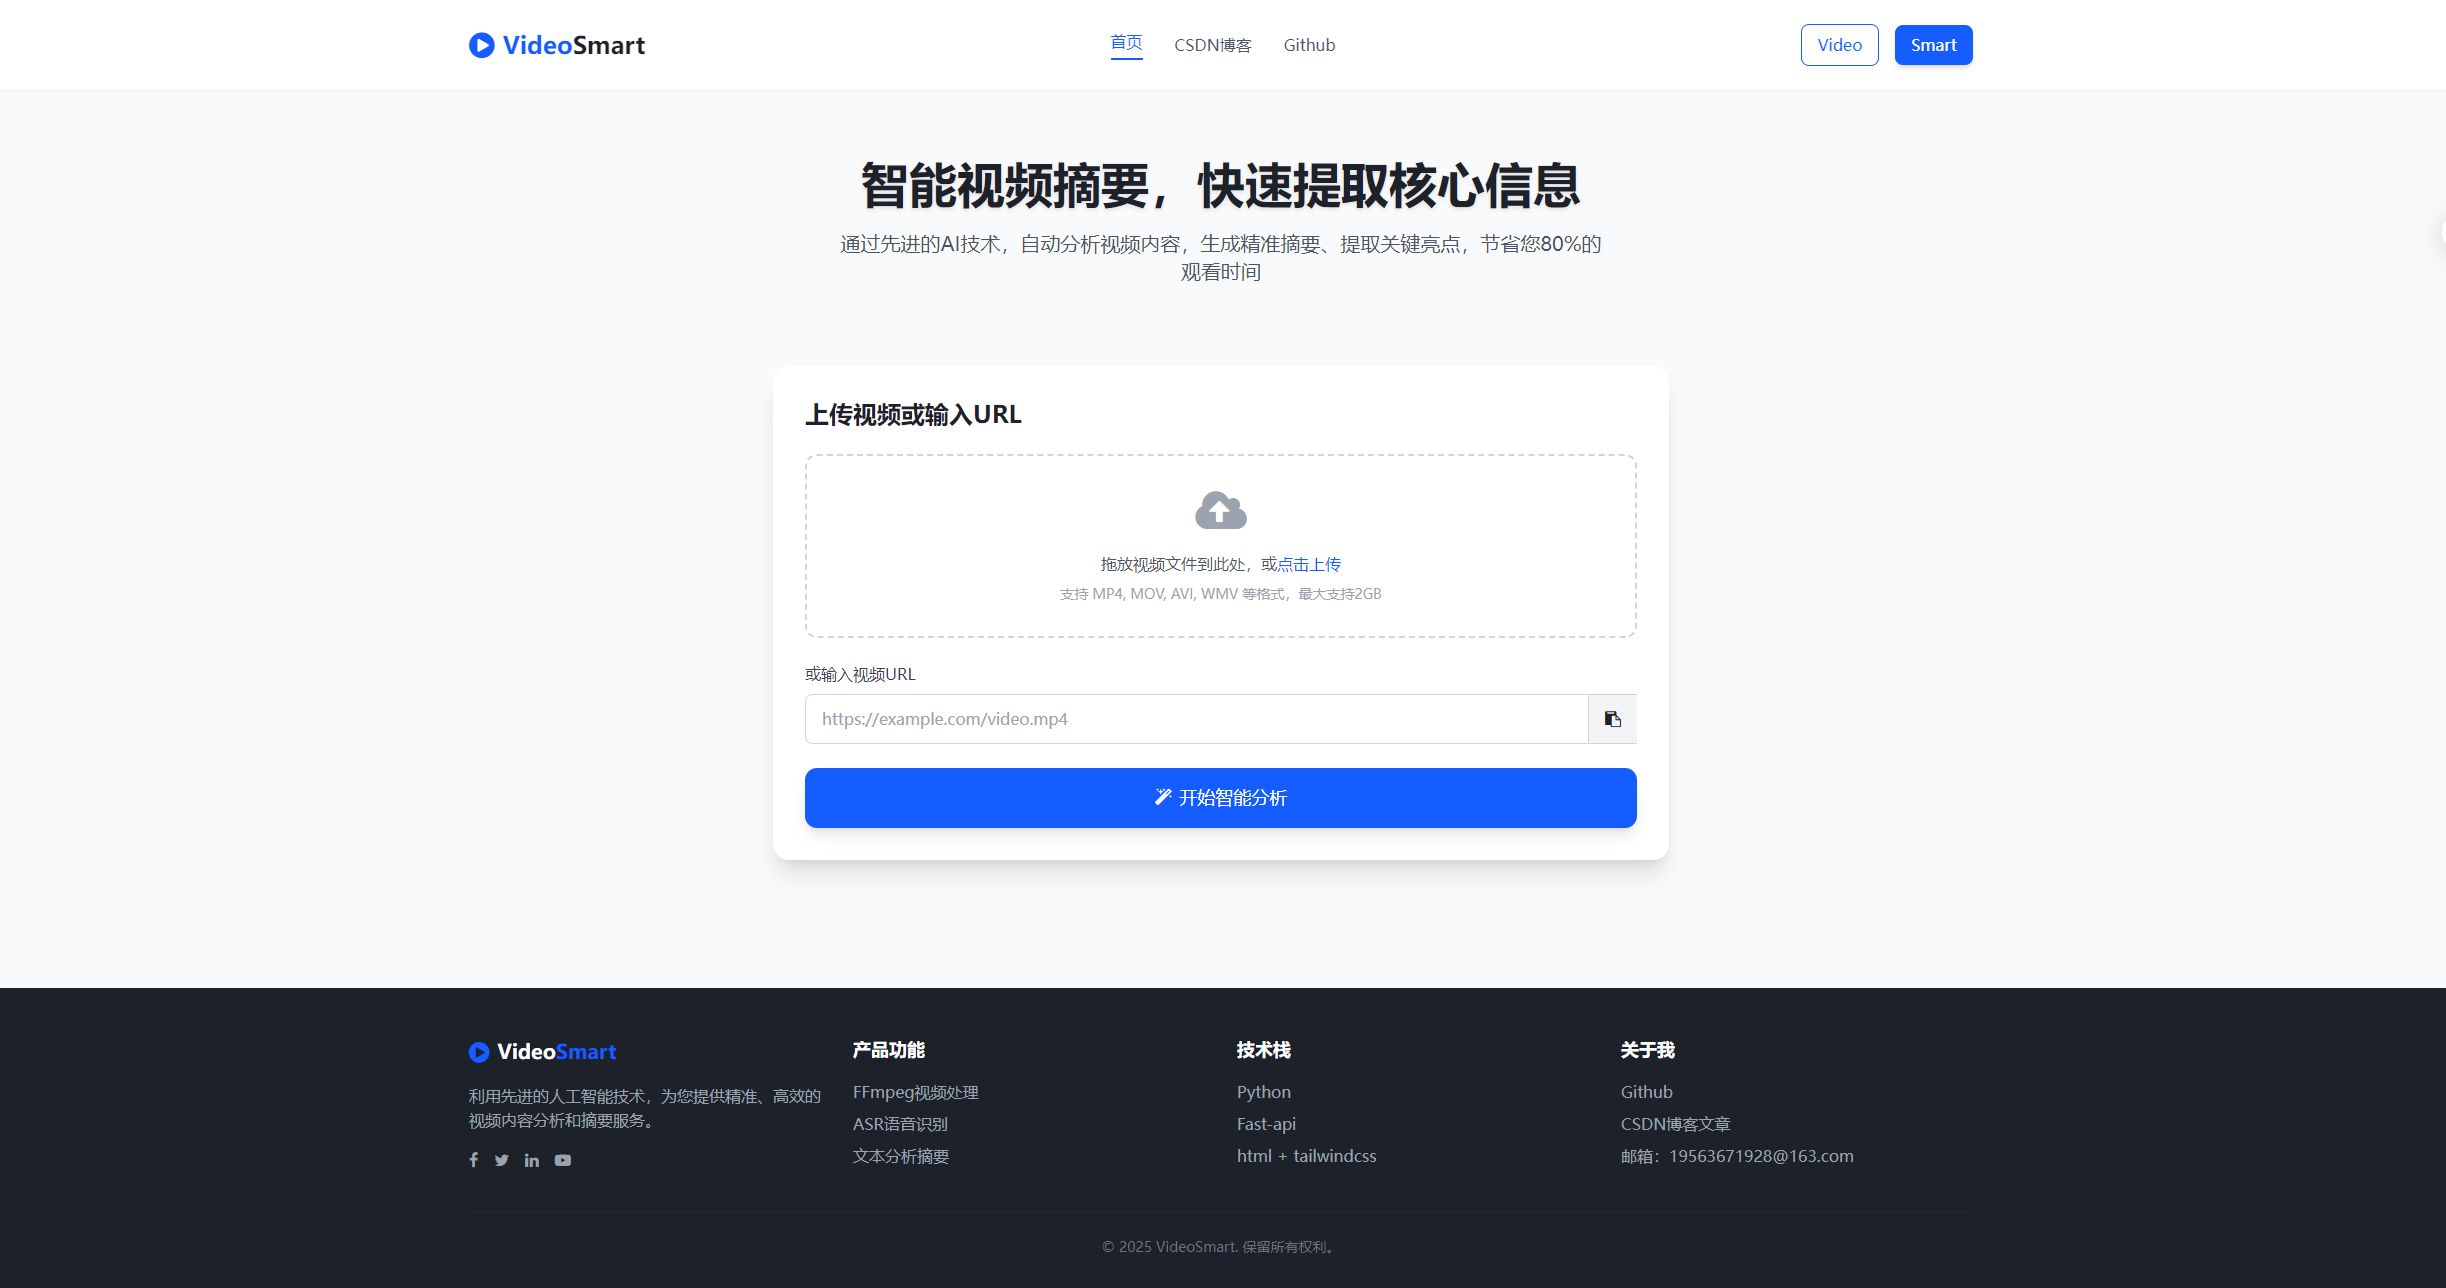 VideoSmart
首页
CSDN博客
Github
Video
Smart
智能视频摘要，快速提取核心信息
通过先进的AI技术，自动分析视频内容，生成精准摘要、提取关键亮点，节省您80%的
观看时间
上传视频或输入URL
拖放视频文件到此处，或点击上传
支持 MP4, MOV, AVI, WMV 等格式，最大支持2GB
或输入视频URL
https://example.com/video.mp4
开始智能分析
VideoSmart
利用先进的人工智能技术，为您提供精准、高效的
视频内容分析和摘要服务。
产品功能
FFmpeg视频处理
ASR语音识别
文本分析摘要
技术栈
Python
Fast-api
html + tailwindcss
关于我
Github
CSDN博客文章
邮箱：19563671928@163.com
© 2025 VideoSmart. 保留所有权利。